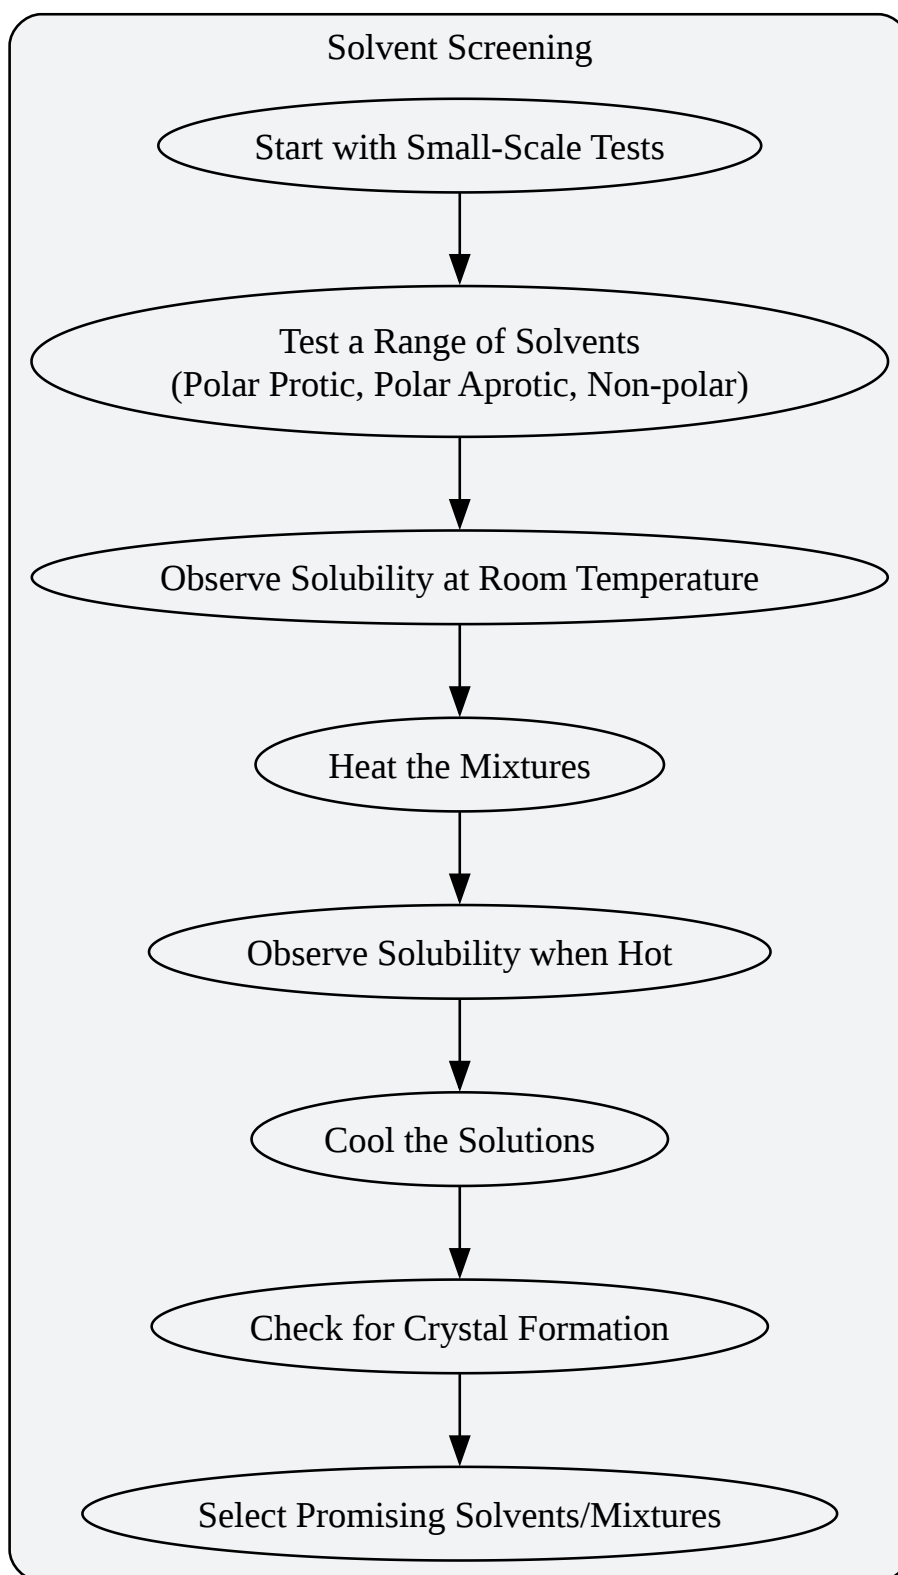 Solvent Screening
Start with Small-Scale Tests
Test a Range of Solvents
(Polar Protic, Polar Aprotic, Non-polar)
Observe Solubility at Room Temperature
Heat the Mixtures
Observe Solubility when Hot
Cool the Solutions
Check for Crystal Formation
Select Promising Solvents/Mixtures